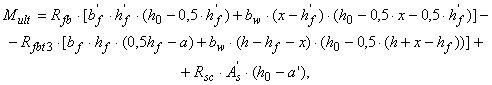 M_ult = R_fb · [b'_f · h'_f · (h_0 − 0,5 · h'_f) + b_w · (x − h'_f) · (h_0 − 0,5 · x − 0,5 · h'_f)] −
− R_fbt3 · [b_f · h_f · (0,5h_f − a) + b_w · (h − h_f − x) · (h_0 − 0,5 · (h + x − h_f))] +
+ R_sc · A'_s · (h_0 − a'),